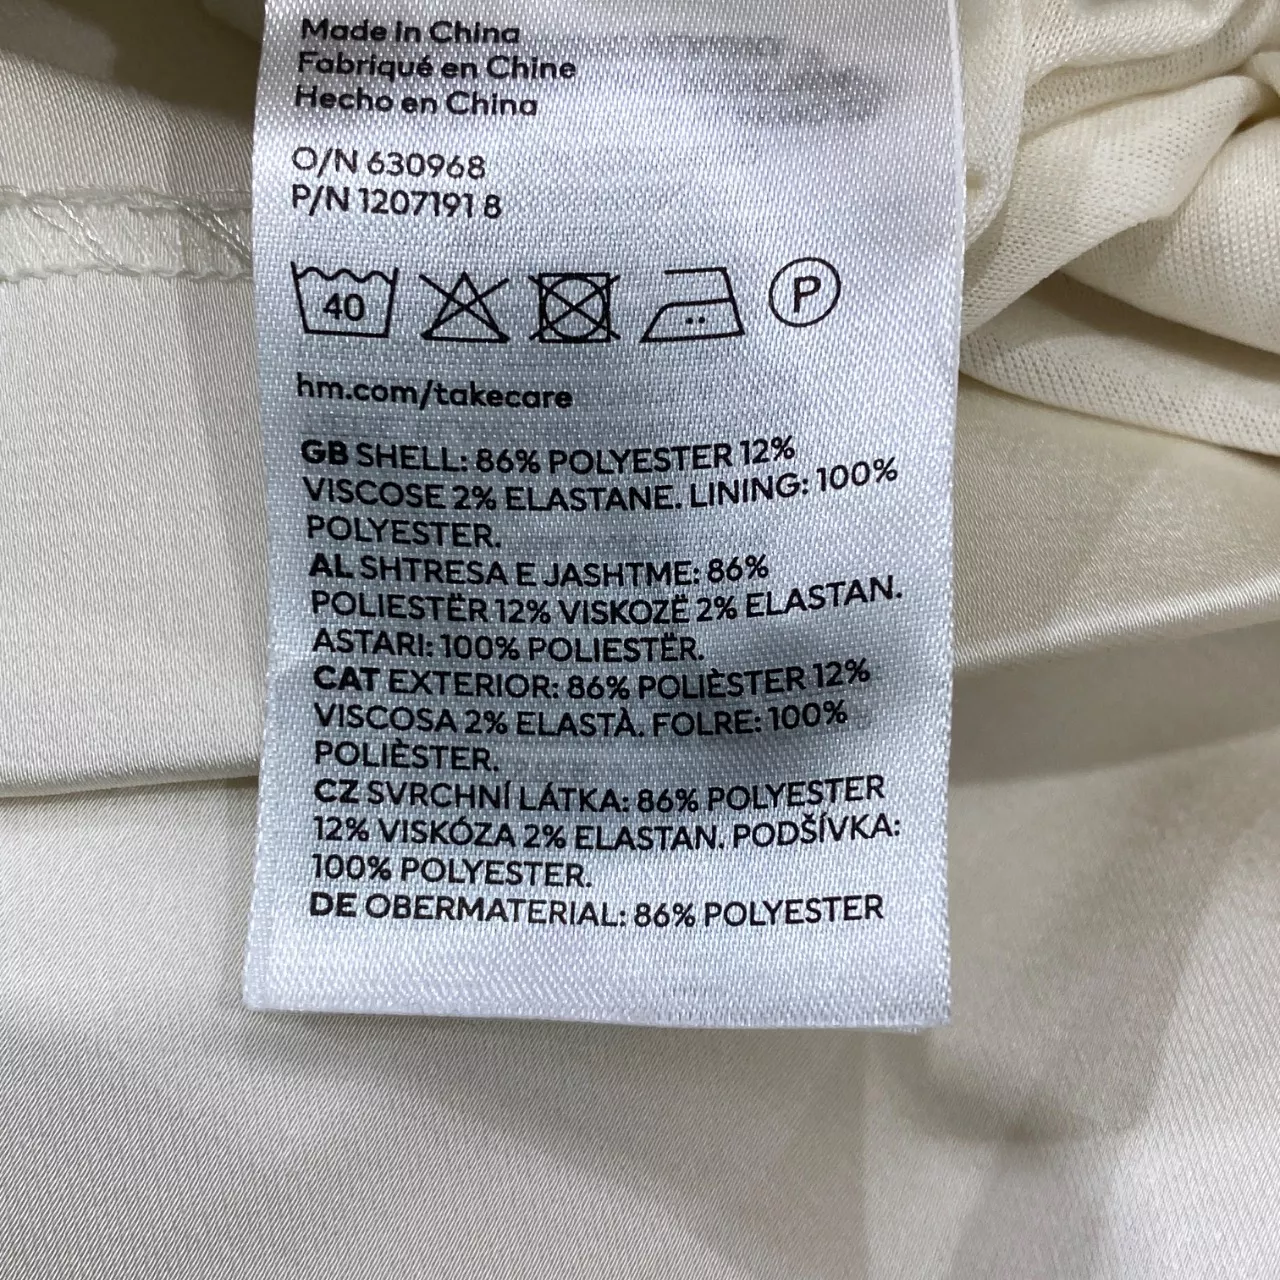 Made in China
Fabriqué en Chine
Hecho en China
O/N 630968
P/N 1207191 8
40
P
hm.com/takecare
GB SHELL: 86% POLYESTER 12%
VISCOSE 2% ELASTANE. LINING: 100%
POLYESTER.
AL SHTRESA E JASHTME: 86%
POLIESTËR 12% VISKOZË 2% ELASTAN.
ASTARI: 100% POLIESTËR.
CAT EXTERIOR: 86% POLIÈSTER 12%
VISCOSA 2% ELASTÀ. FOLRE: 100%
POLIÈSTER.
CZ SVRCHNÍ LÁTKA: 86% POLYESTER
12% VISKÓZA 2% ELASTAN. PODŠÍVKA:
100% POLYESTER.
DE OBERMATERIAL: 86% POLYESTER